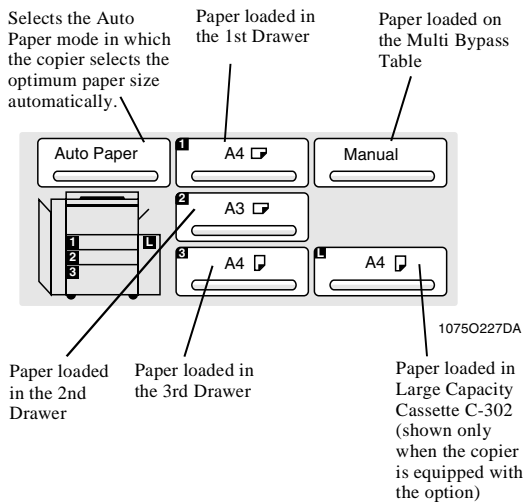 Selects the Auto
Paper mode in which
the copier selects the
optimum paper size
automatically.
Paper loaded in
the 1st Drawer
Paper loaded on
the Multi Bypass
Table
Auto Paper
1
A4
Manual
2
A3
3
A4
L
A4
1
L
2
3
1075O227DA
Paper loaded
in the 2nd
Drawer
Paper loaded in
the 3rd Drawer
Paper loaded in
Large Capacity
Cassette C-302
(shown only
when the copier
is equipped with
the option)